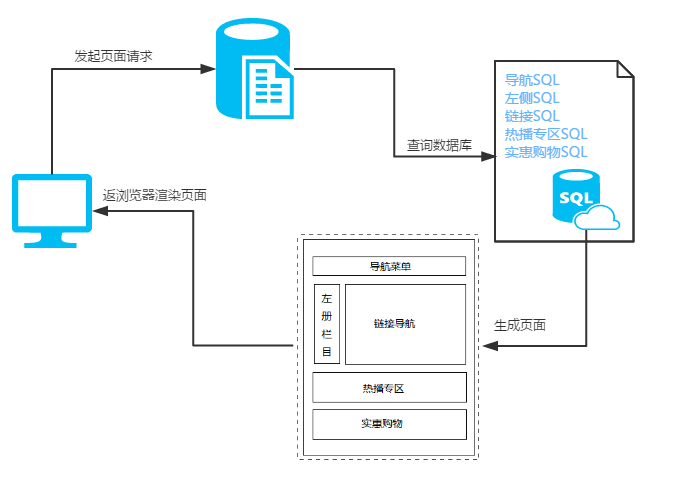 发起页面请求
导航SQL
左侧SQL
链接SQL
热播专区SQL
实惠购物SQL
查询数据库
SQL
返浏览器渲染页面
导航菜单
左
册
栏
目
链接导航
生成页面
热播专区
实惠购物